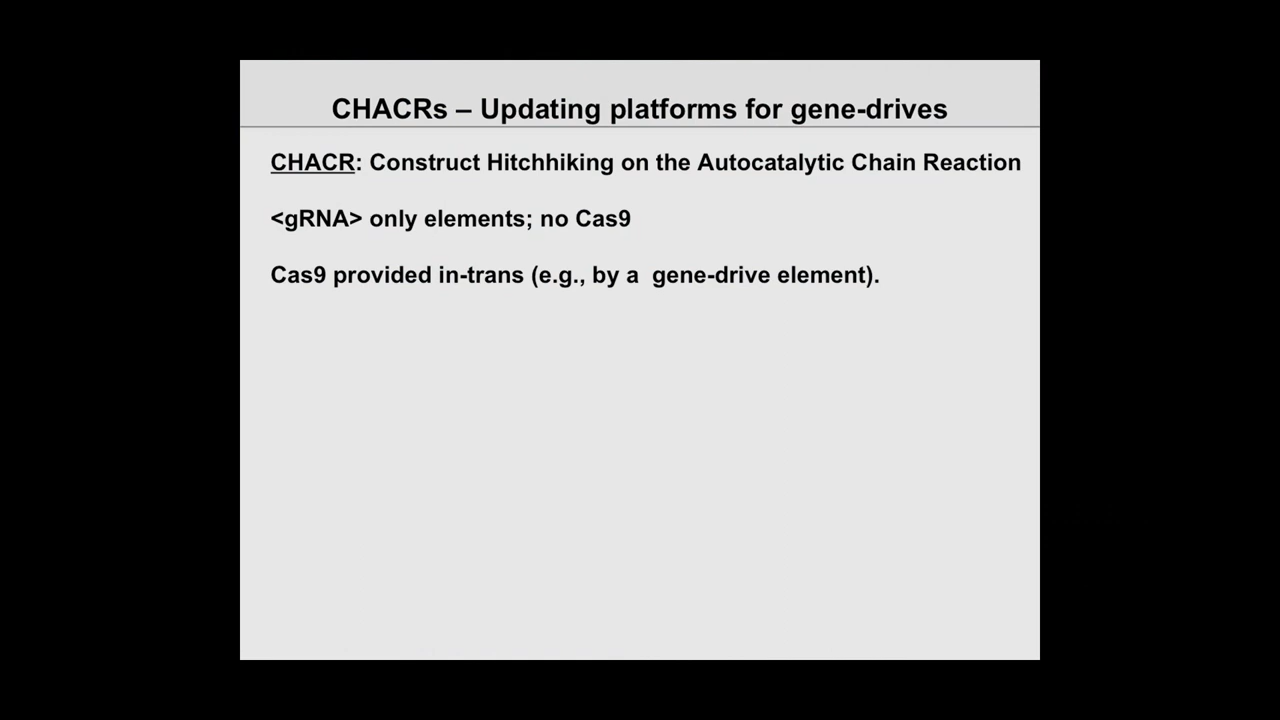 CHACRs – Updating platforms for gene-drives
CHACR: Construct Hitchhiking on the Autocatalytic Chain Reaction
<gRNA> only elements; no Cas9
Cas9 provided in-trans (e.g., by a  gene-drive element).